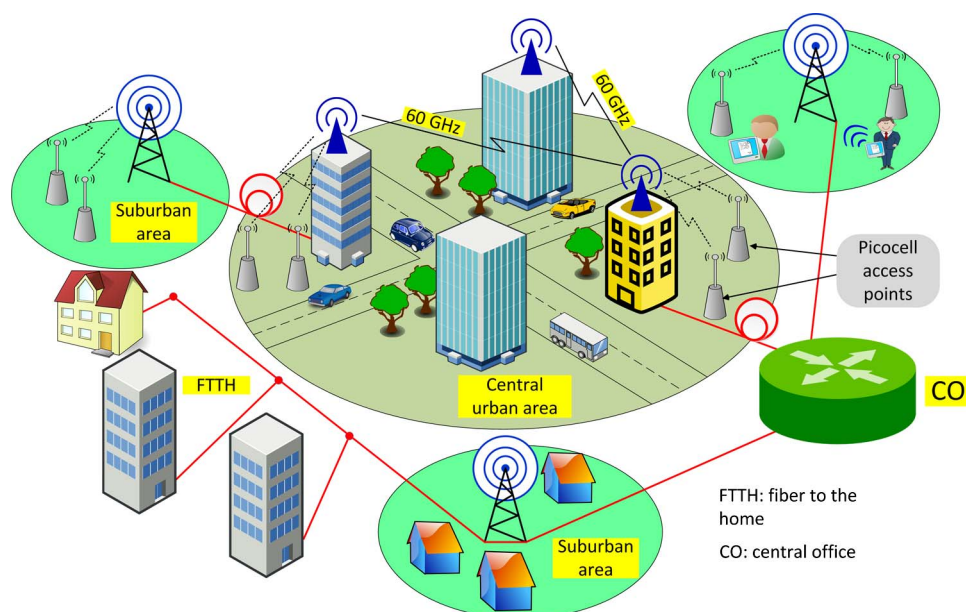 60 GHz
60 GHz
Suburban
area
Picocell
access
points
FTTH
Central
urban area
CO
Suburban
area
FTTH: fiber to the
home
CO: central office